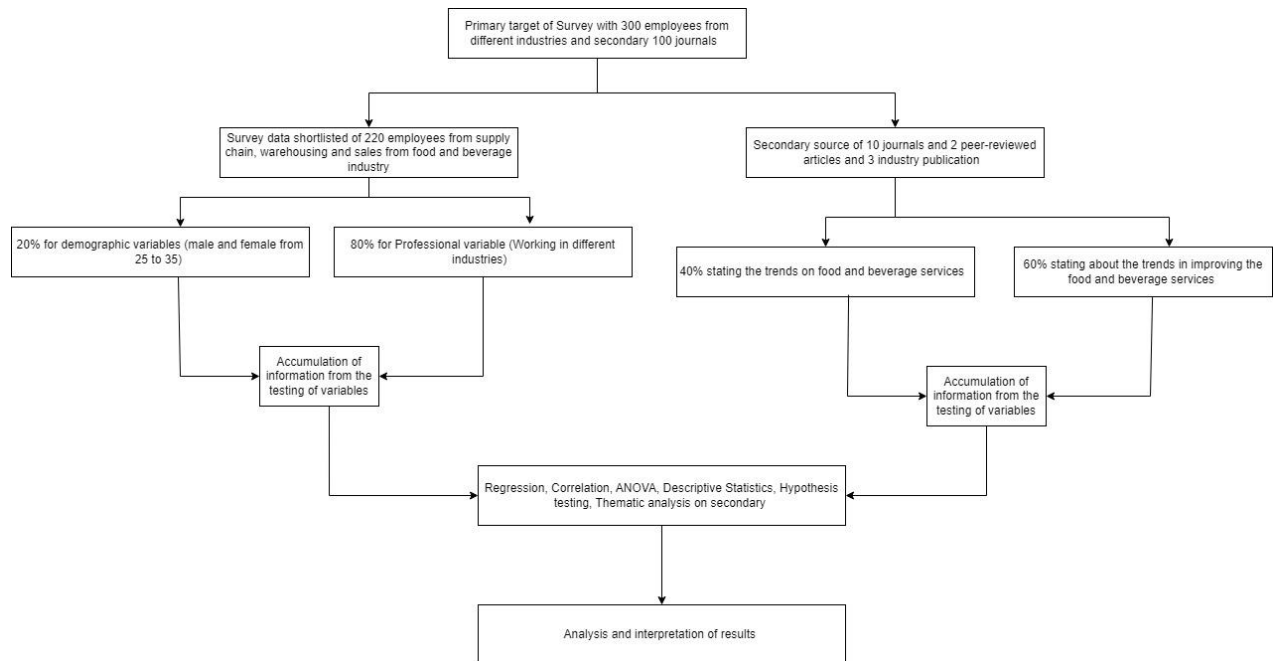 Primary target of Survey with 300 employees from
different industries and secondary 100 journals
Survey data shortlisted of 220 employees from supply
chain, warehousing and sales from food and beverage
industry
Secondary source of 10 journals and 2 peer-reviewed
articles and 3 industry publication
20% for demographic variables (male and female from
25 to 35)
80% for Professional variable (Working in different
industries)
40% stating the trends on food and beverage services
60% stating about the trends in improving the
food and beverage services
Accumulation of
information from the
testing of variables
Accumulation of
information from the
testing of variables
Regression, Correlation, ANOVA, Descriptive Statistics, Hypothesis
testing, Thematic analysis on secondary
Analysis and interpretation of results